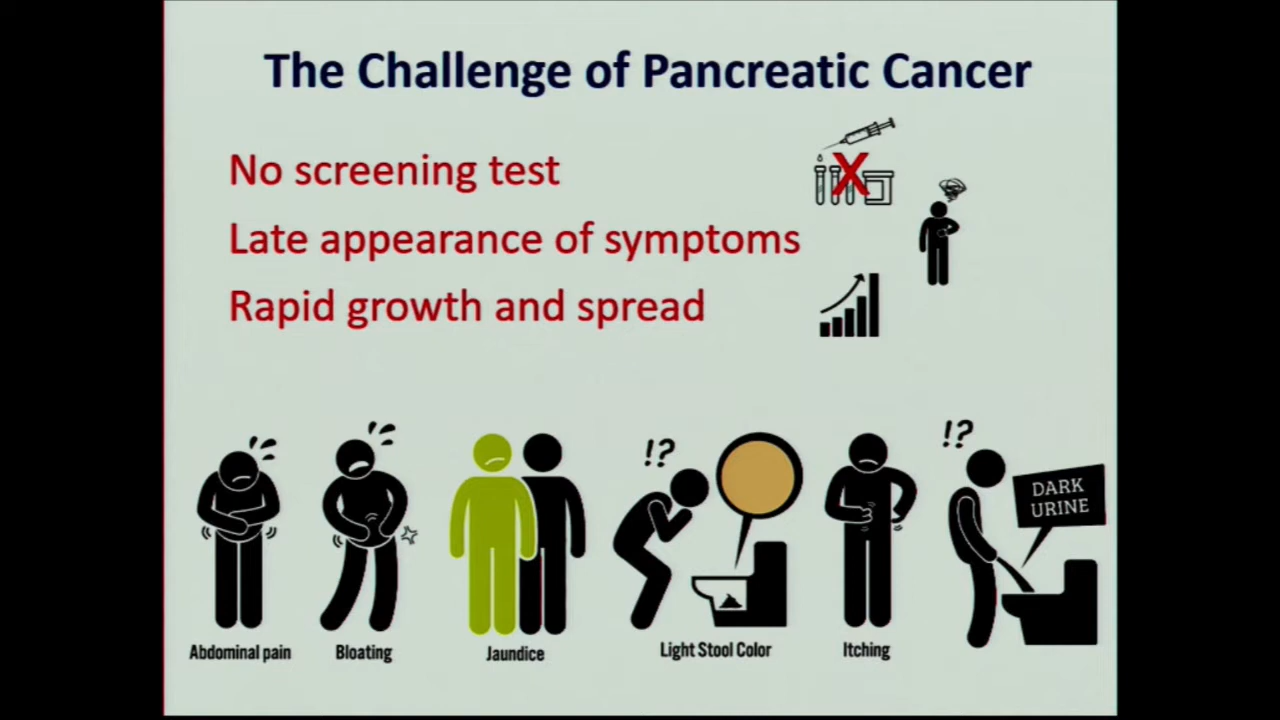 The Challenge of Pancreatic Cancer
No screening test
X
Late appearance of symptoms
Rapid growth and spread
!?
!?
DARK
URINE
Abdominal pain
Bloating
Jaundice
Light Stool Color
Itching